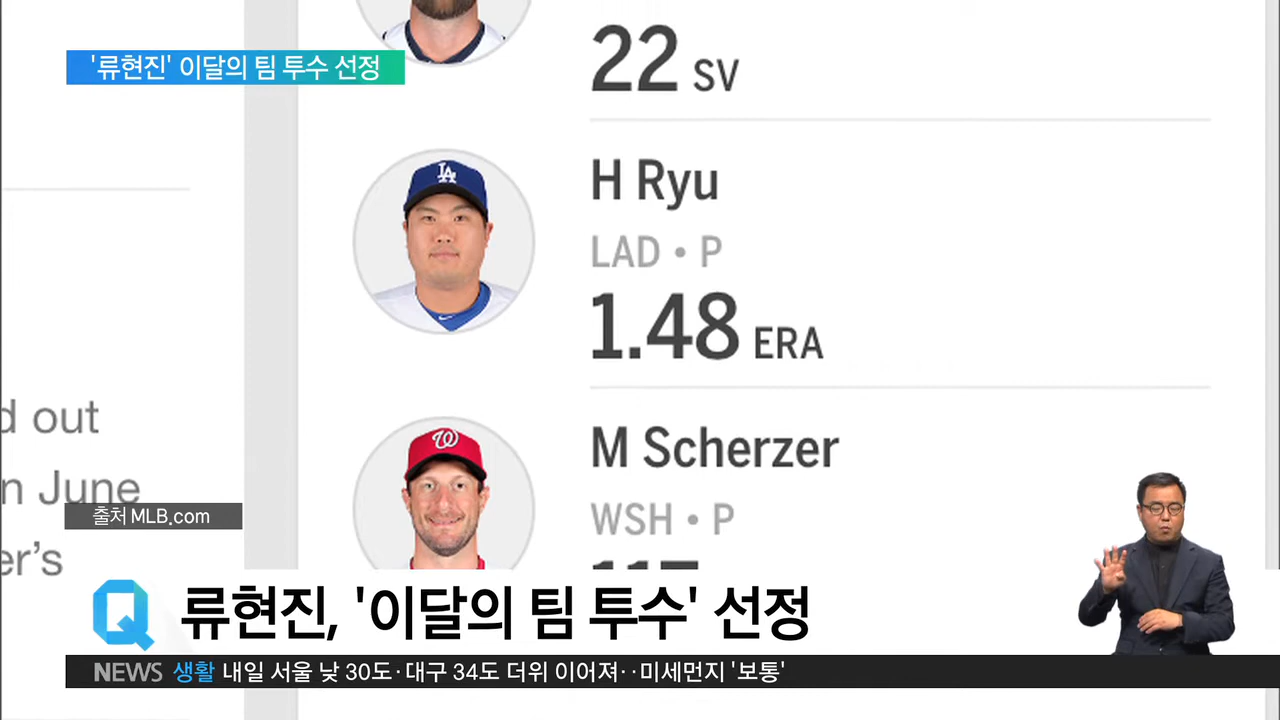 '류현진' 이달의 팀 투수 선정
22 SV
H Ryu
LAD • P
1.48 ERA
d out
n June
er's
출처 MLB.com
M Scherzer
WSH • P
류현진, '이달의 팀 투수' 선정
NEWS 생활 내일 서울 낮 30도·대구 34도 더위 이어져‥미세먼지 '보통'